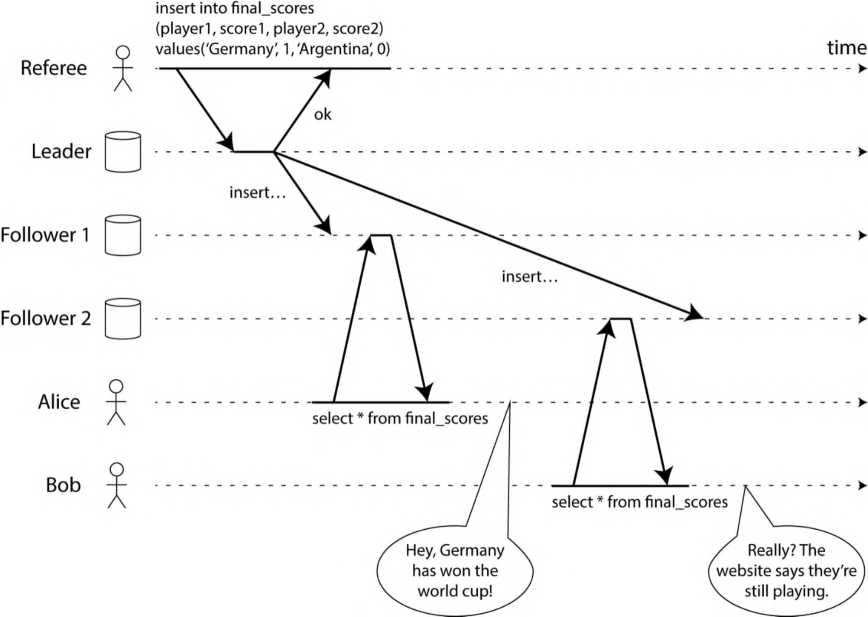 insert into final_scores
(player1, score1, player2, score2)
values(‘Germany’, 1, ‘Argentina’, 0)
time
Referee
ok
Leader
insert…
Follower 1
insert…
Follower 2
Alice
select * from final_scores
Bob
select * from final_scores
Hey, Germany
has won the
world cup!
Really? The
website says they’re
still playing.